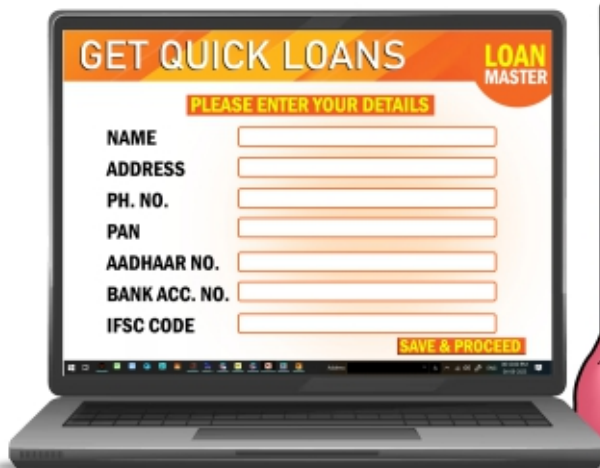 GET QUICK LOANS
LOAN
MASTER
PLEASE ENTER YOUR DETAILS
NAME
ADDRESS
PH. NO.
PAN
AADHAAR NO.
BANK ACC. NO.
IFSC CODE
SAVE & PROCEED